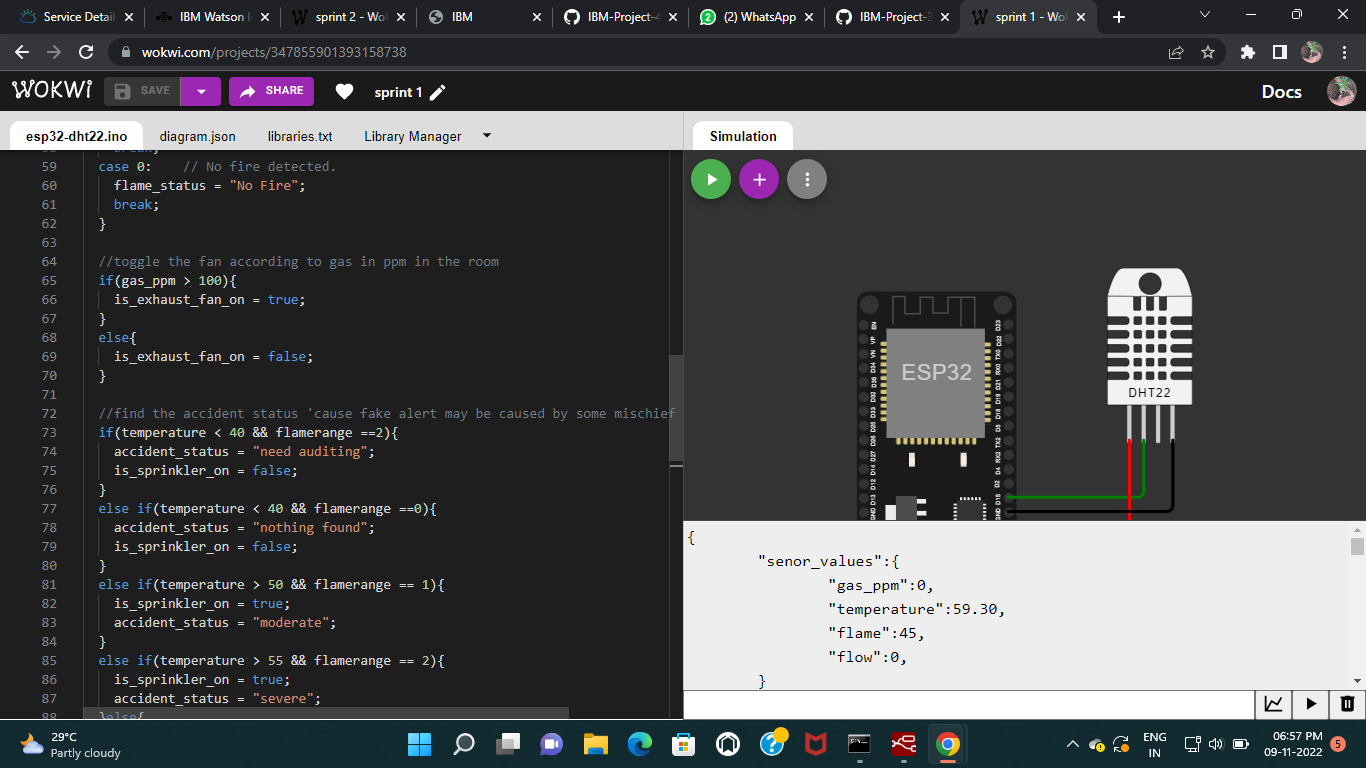 Service Detail
IBM Watson I
sprint 2 - Wo
IBM
IBM-Project-4
(2) WhatsApp
IBM-Project-3
sprint 1 - Wo
wokwi.com/projects/347855901393158738
WOKWi
SAVE
SHARE
sprint 1
Docs
esp32-dht22.ino
diagram.json
libraries.txt
Library Manager
Simulation
59 case 0: // No fire detected.
60 flame_status = "No Fire";
61 break;
62 }
63
64 //toggle the fan according to gas in ppm in the room
65 if(gas_ppm > 100){
66 is_exhaust_fan_on = true;
67 }
68 else{
69 is_exhaust_fan_on = false;
70 }
71
72 //find the accident status 'cause fake alert may be caused by some mischief
73 if(temperature < 40 && flamerange ==2){
74 accident_status = "need auditing";
75 is_sprinkler_on = false;
76 }
77 else if(temperature < 40 && flamerange ==0){
78 accident_status = "nothing found";
79 is_sprinkler_on = false;
80 }
81 else if(temperature > 50 && flamerange == 1){
82 is_sprinkler_on = true;
83 accident_status = "moderate";
84 }
85 else if(temperature > 55 && flamerange == 2){
86 is_sprinkler_on = true;
87 accident_status = "severe";
88 }else{
ESP32
DHT22
{
"senor_values":{
"gas_ppm":0,
"temperature":59.30,
"flame":45,
"flow":0,
}
29°C
Partly cloudy
ENG
IN
06:57 PM
09-11-2022
5